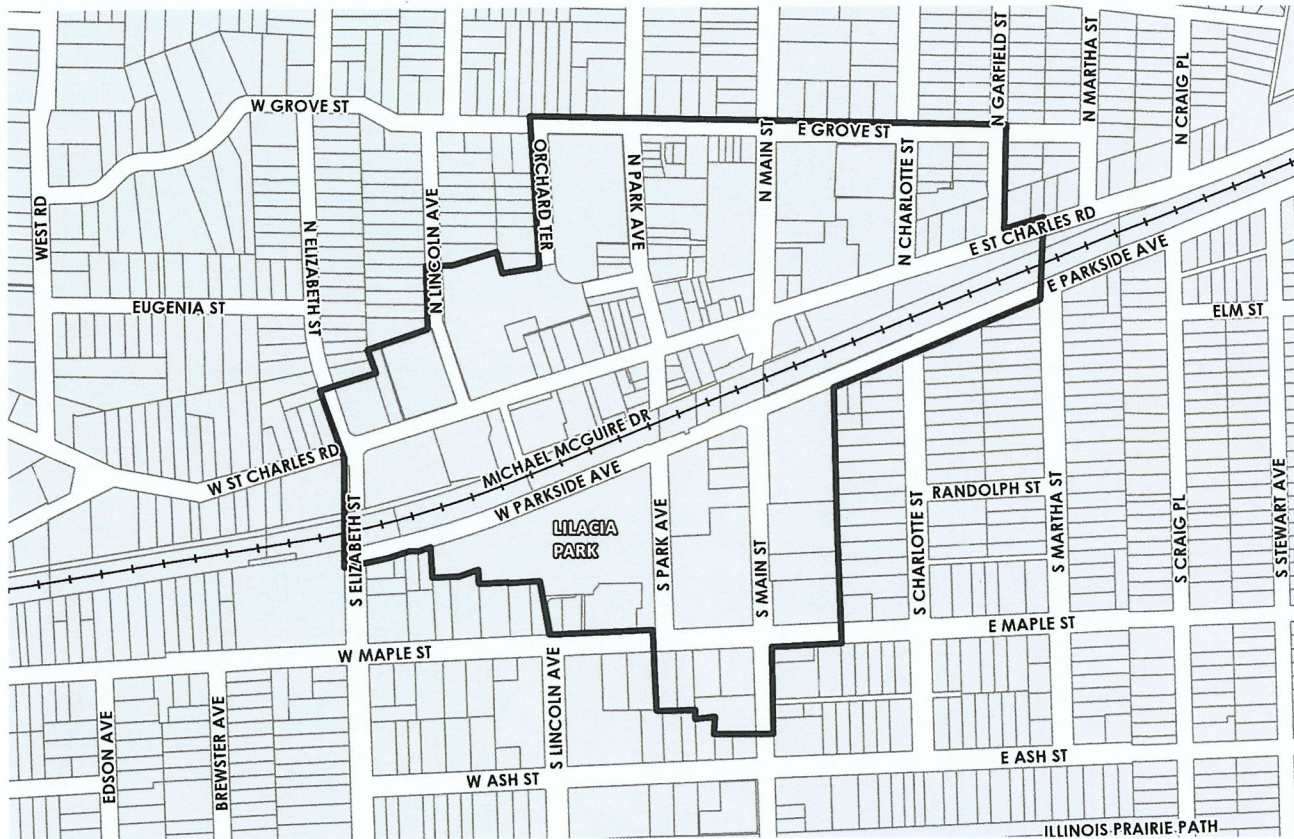 N GARFIELD ST
N MARTHA ST
N CRAIG PL
W GROVE ST
E GROVE ST
N MAIN ST
ORCHARD TER
N PARK AVE
N CHARLOTTE ST
WEST RD
N ELIZABETH ST
N LINCOLN AVE
E ST CHARLES RD
E PARKSIDE AVE
EUGENIA ST
ELM ST
MICHAEL MCGUIRE DR
W ST CHARLES RD
W PARKSIDE AVE
RANDOLPH ST
LILACIA
PARK
S ELIZABETH ST
S PARK AVE
S MAIN ST
S CHARLOTTE ST
S MARTHA ST
S CRAIG PL
S STEWART AVE
E MAPLE ST
W MAPLE ST
S LINCOLN AVE
EDSON AVE
BREWSTER AVE
E ASH ST
W ASH ST
ILLINOIS PRAIRIE PATH